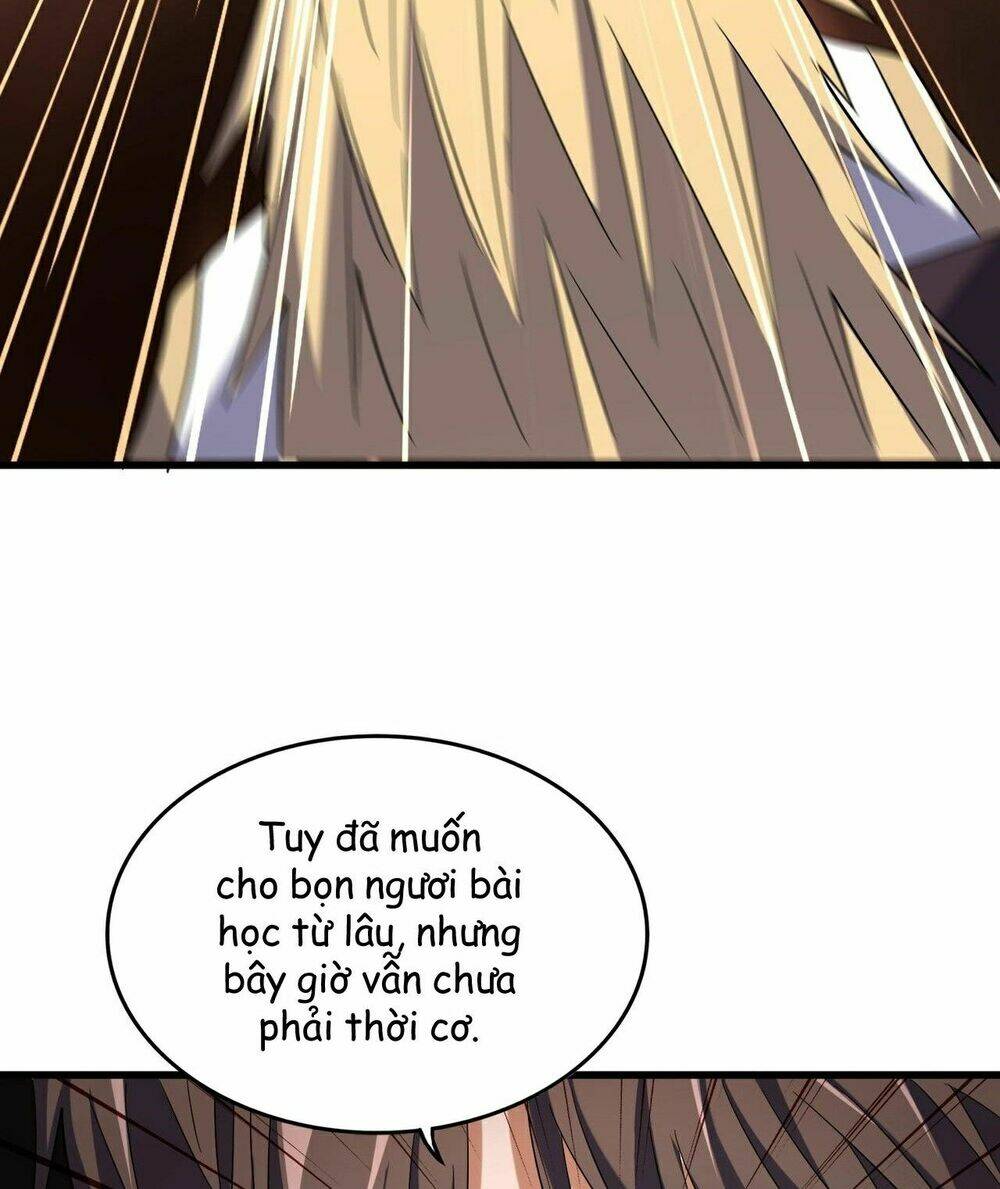 Tuy đã muốn
cho bọn ngươi bài
học từ lâu, nhưng
bây giờ vẫn chưa
phải thời cơ.